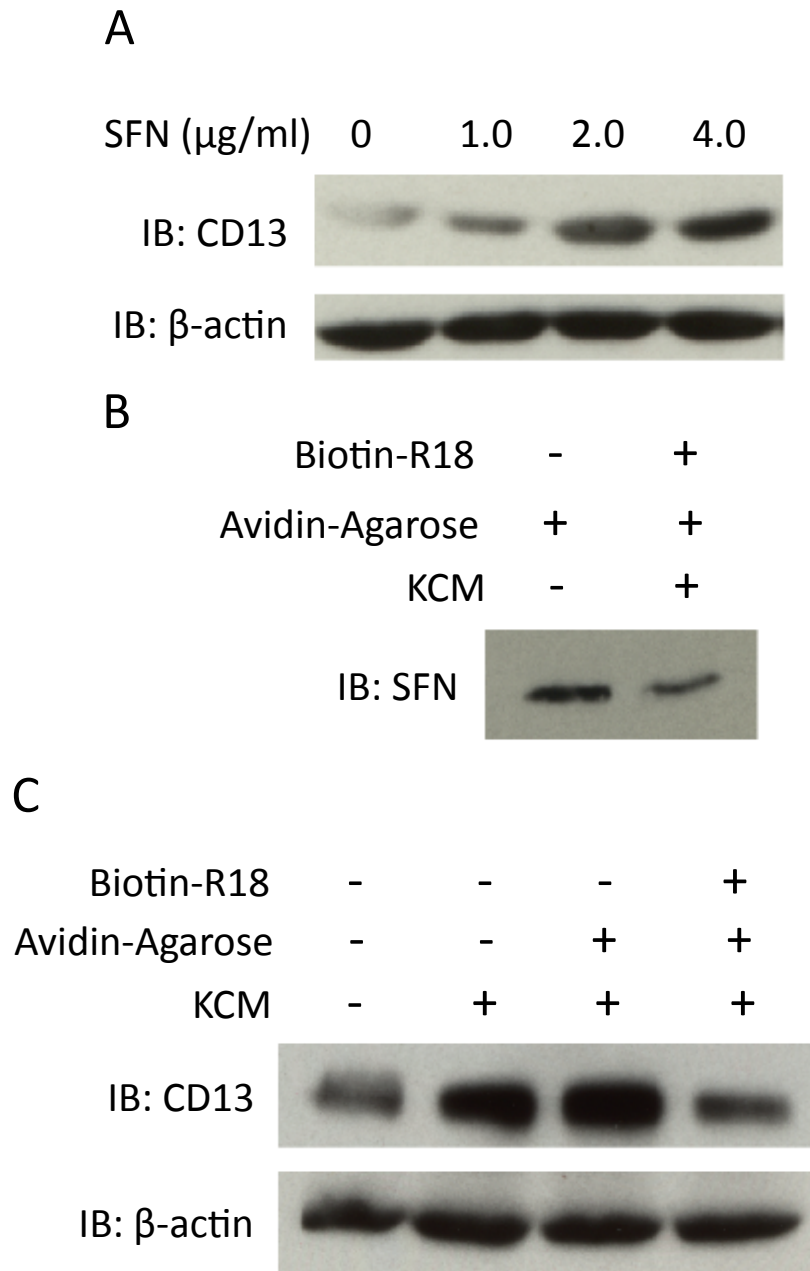 A
SFN (μg/ml) 0 1.0 2.0 4.0
IB: CD13
IB: β-actin
B
Biotin-R18 - +
Avidin-Agarose + +
KCM - +
IB: SFN
C
Biotin-R18 - - - +
Avidin-Agarose - - + +
KCM - + + +
IB: CD13
IB: β-actin